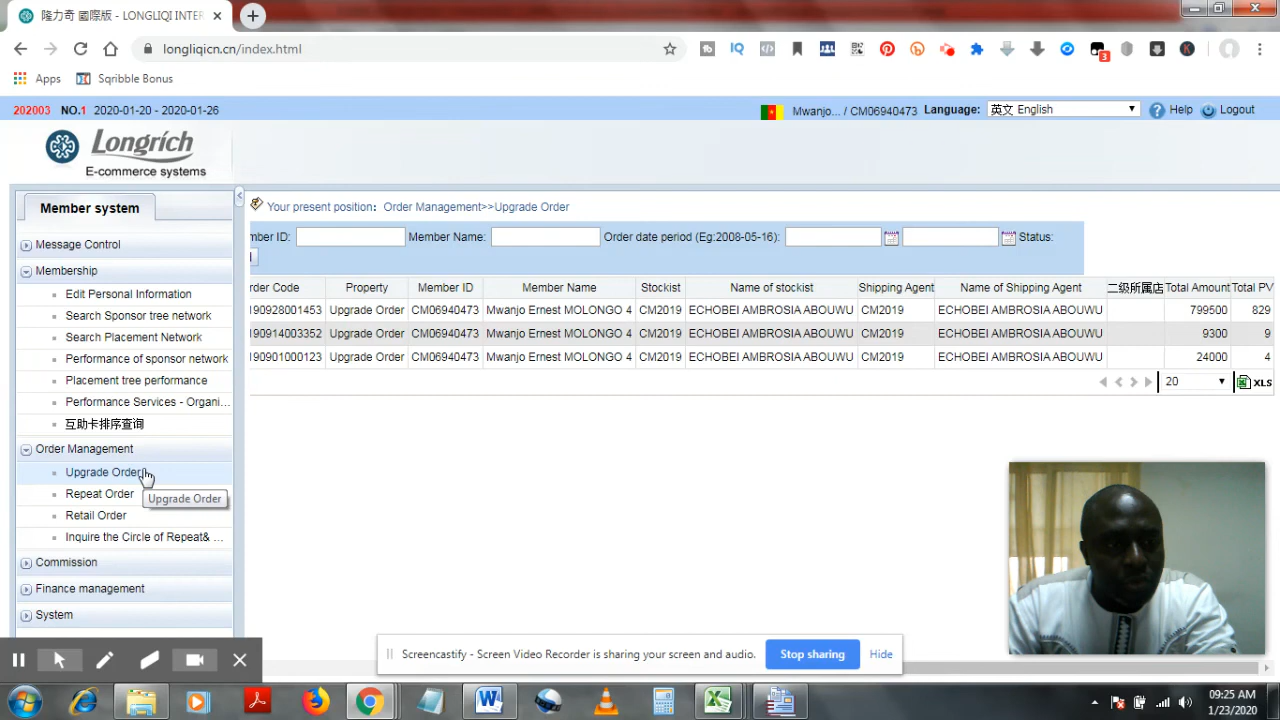 隆力奇 國際版 - LONGLIQI INTER
longliqicn.cn/index.html
Apps Sqribble Bonus
202003 NO.1 2020-01-20 - 2020-01-26 Mwanjo... / CM06940473 Language: 英文 English Help Logout
Longrich
E-commerce systems
Member system
Your present position: Order Management>>Upgrade Order
Message Control
mber ID: Member Name: Order date period (Eg:2008-05-16): Status:
Membership
Edit Personal Information
Search Sponsor tree network
Search Placement Network
Performance of sponsor network
Placement tree performance
Performance Services - Organi...
互助卡排序查询
Order Management
Upgrade Order
Repeat Order
Upgrade Order
Retail Order
Inquire the Circle of Repeat& ...
Commission
Finance management
System
rder Code Property Member ID Member Name Stockist Name of stockist Shipping Agent Name of Shipping Agent 二级所属店 Total Amount Total PV
190928001453 Upgrade Order CM06940473 Mwanjo Ernest MOLONGO 4 CM2019 ECHOBEI AMBROSIA ABOUWU CM2019 ECHOBEI AMBROSIA ABOUWU 799500 829
190914003352 Upgrade Order CM06940473 Mwanjo Ernest MOLONGO 4 CM2019 ECHOBEI AMBROSIA ABOUWU CM2019 ECHOBEI AMBROSIA ABOUWU 9300 9
190901000123 Upgrade Order CM06940473 Mwanjo Ernest MOLONGO 4 CM2019 ECHOBEI AMBROSIA ABOUWU CM2019 ECHOBEI AMBROSIA ABOUWU 24000 4
20 XLS
Screencastify - Screen Video Recorder is sharing your screen and audio. Stop sharing Hide
09:25 AM
1/23/2020